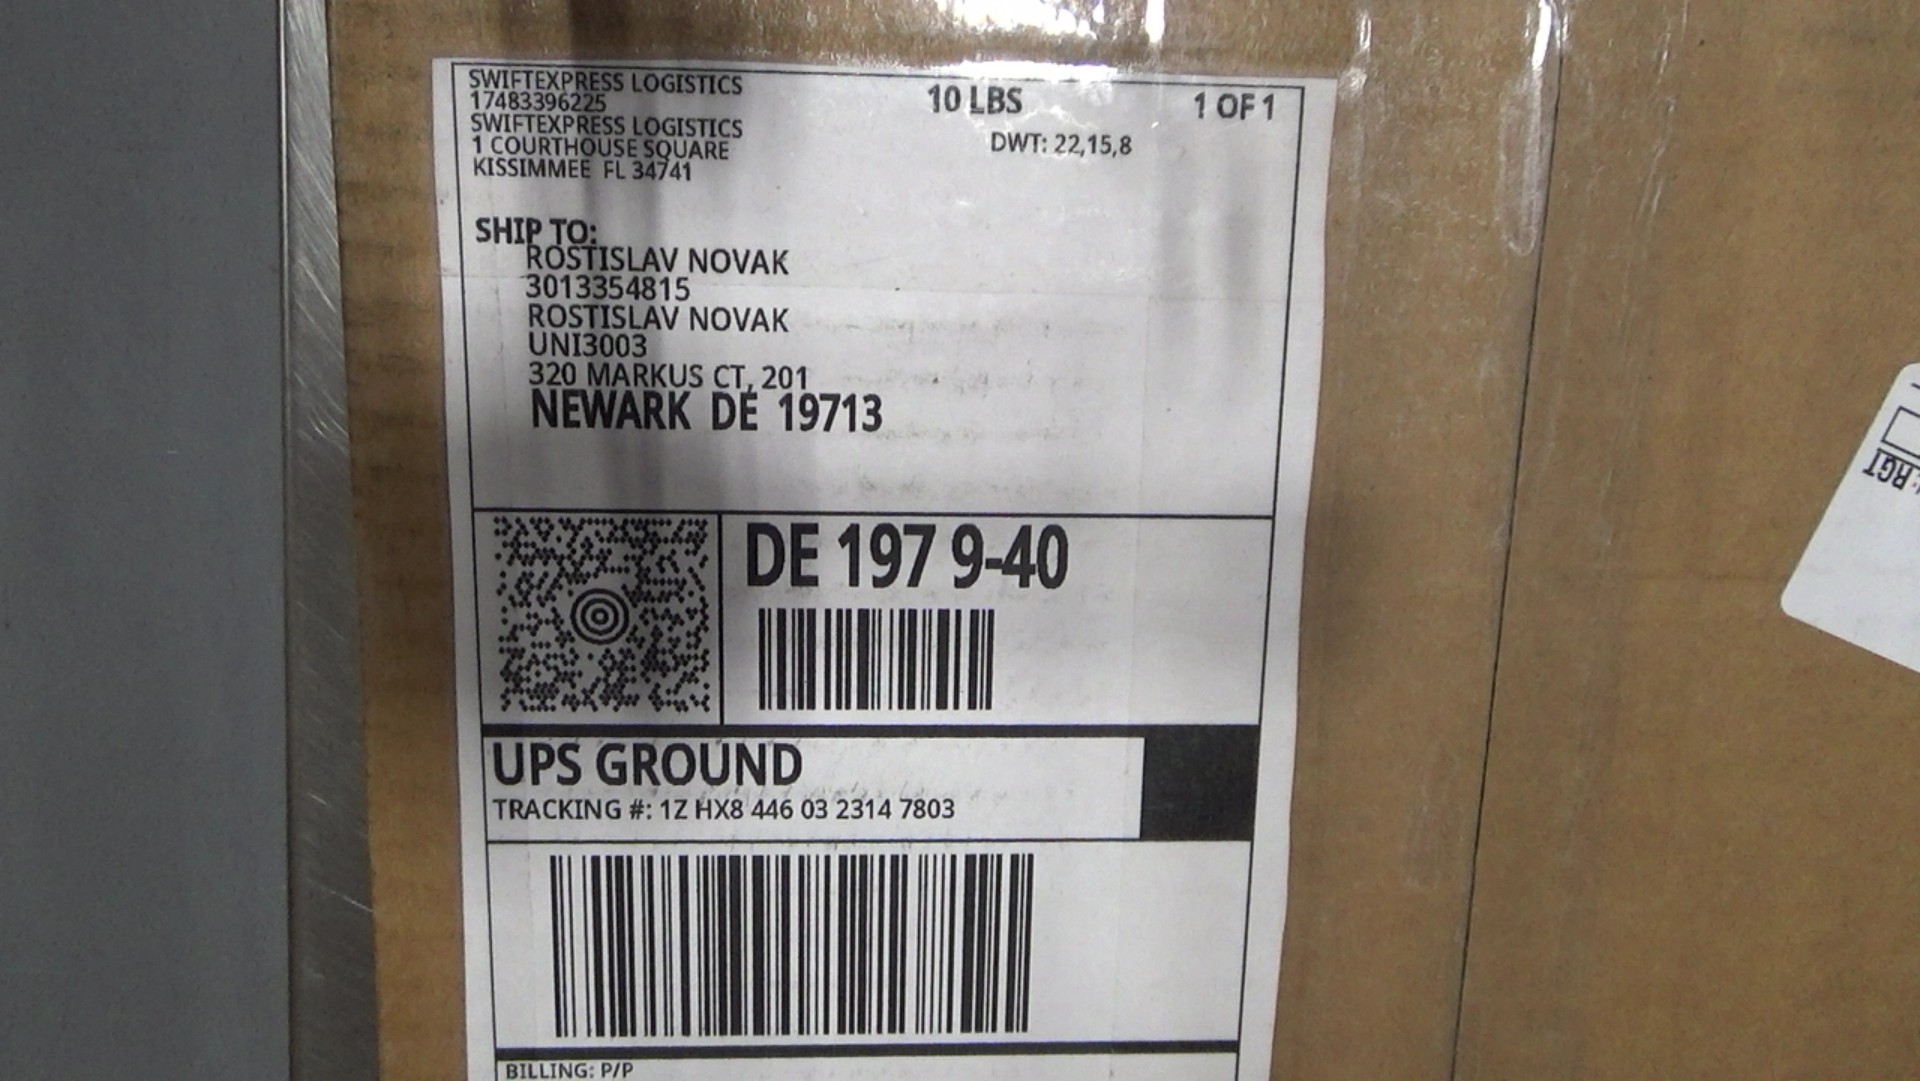 SWIFTEXPRESS LOGISTICS
17483396225
SWIFTEXPRESS LOGISTICS
1 COURTHOUSE SQUARE
KISSIMMEE FL 34741
10 LBS
1 OF 1
DWT: 22,15,8
SHIP TO:
ROSTISLAV NOVAK
3013354815
ROSTISLAV NOVAK
UNI3003
320 MARKUS CT, 201
NEWARK DE 19713
DE 197 9-40
UPS GROUND
TRACKING #: 1Z HX8 446 03 2314 7803
BILLING: P/P
RGT